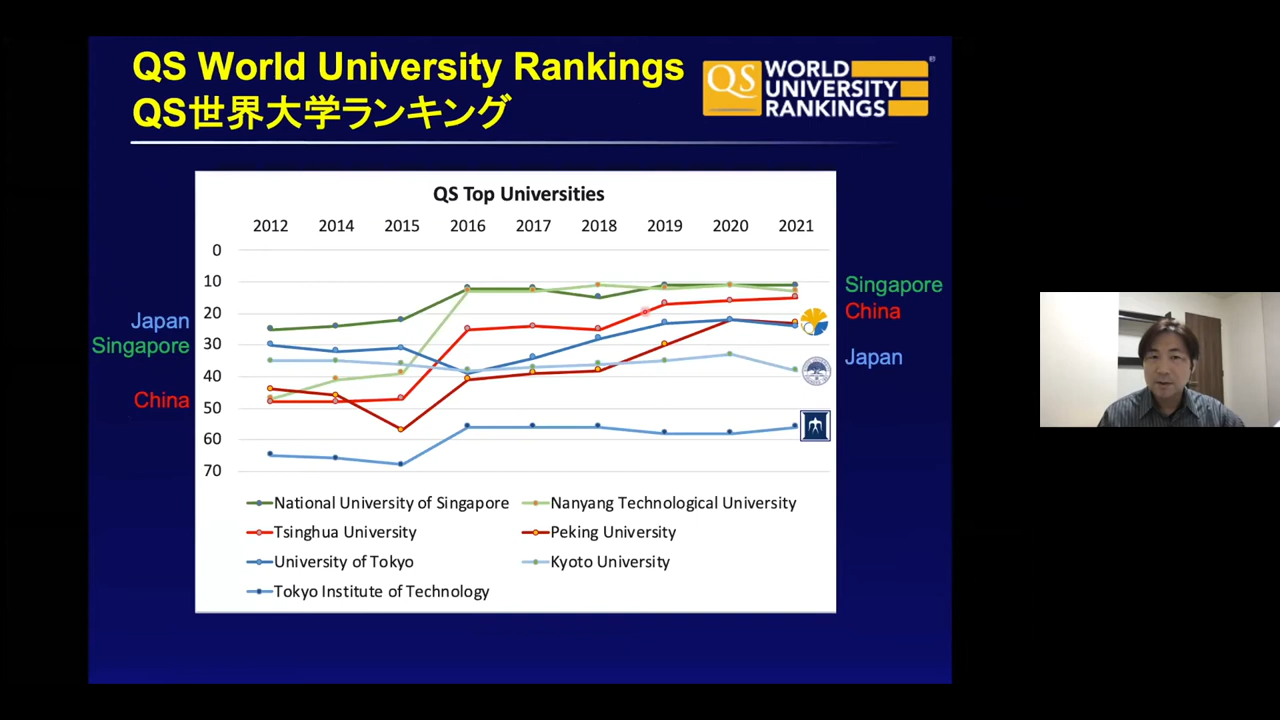 QS World University Rankings
QS世界大学ランキング
QS
WORLD
UNIVERSITY
RANKINGS
QS Top Universities
2012 2014 2015 2016 2017 2018 2019 2020 2021
0
10
20
30
40
50
60
70
Japan
Singapore
China
Singapore
China
Japan
National University of Singapore Nanyang Technological University
Tsinghua University Peking University
University of Tokyo Kyoto University
Tokyo Institute of Technology